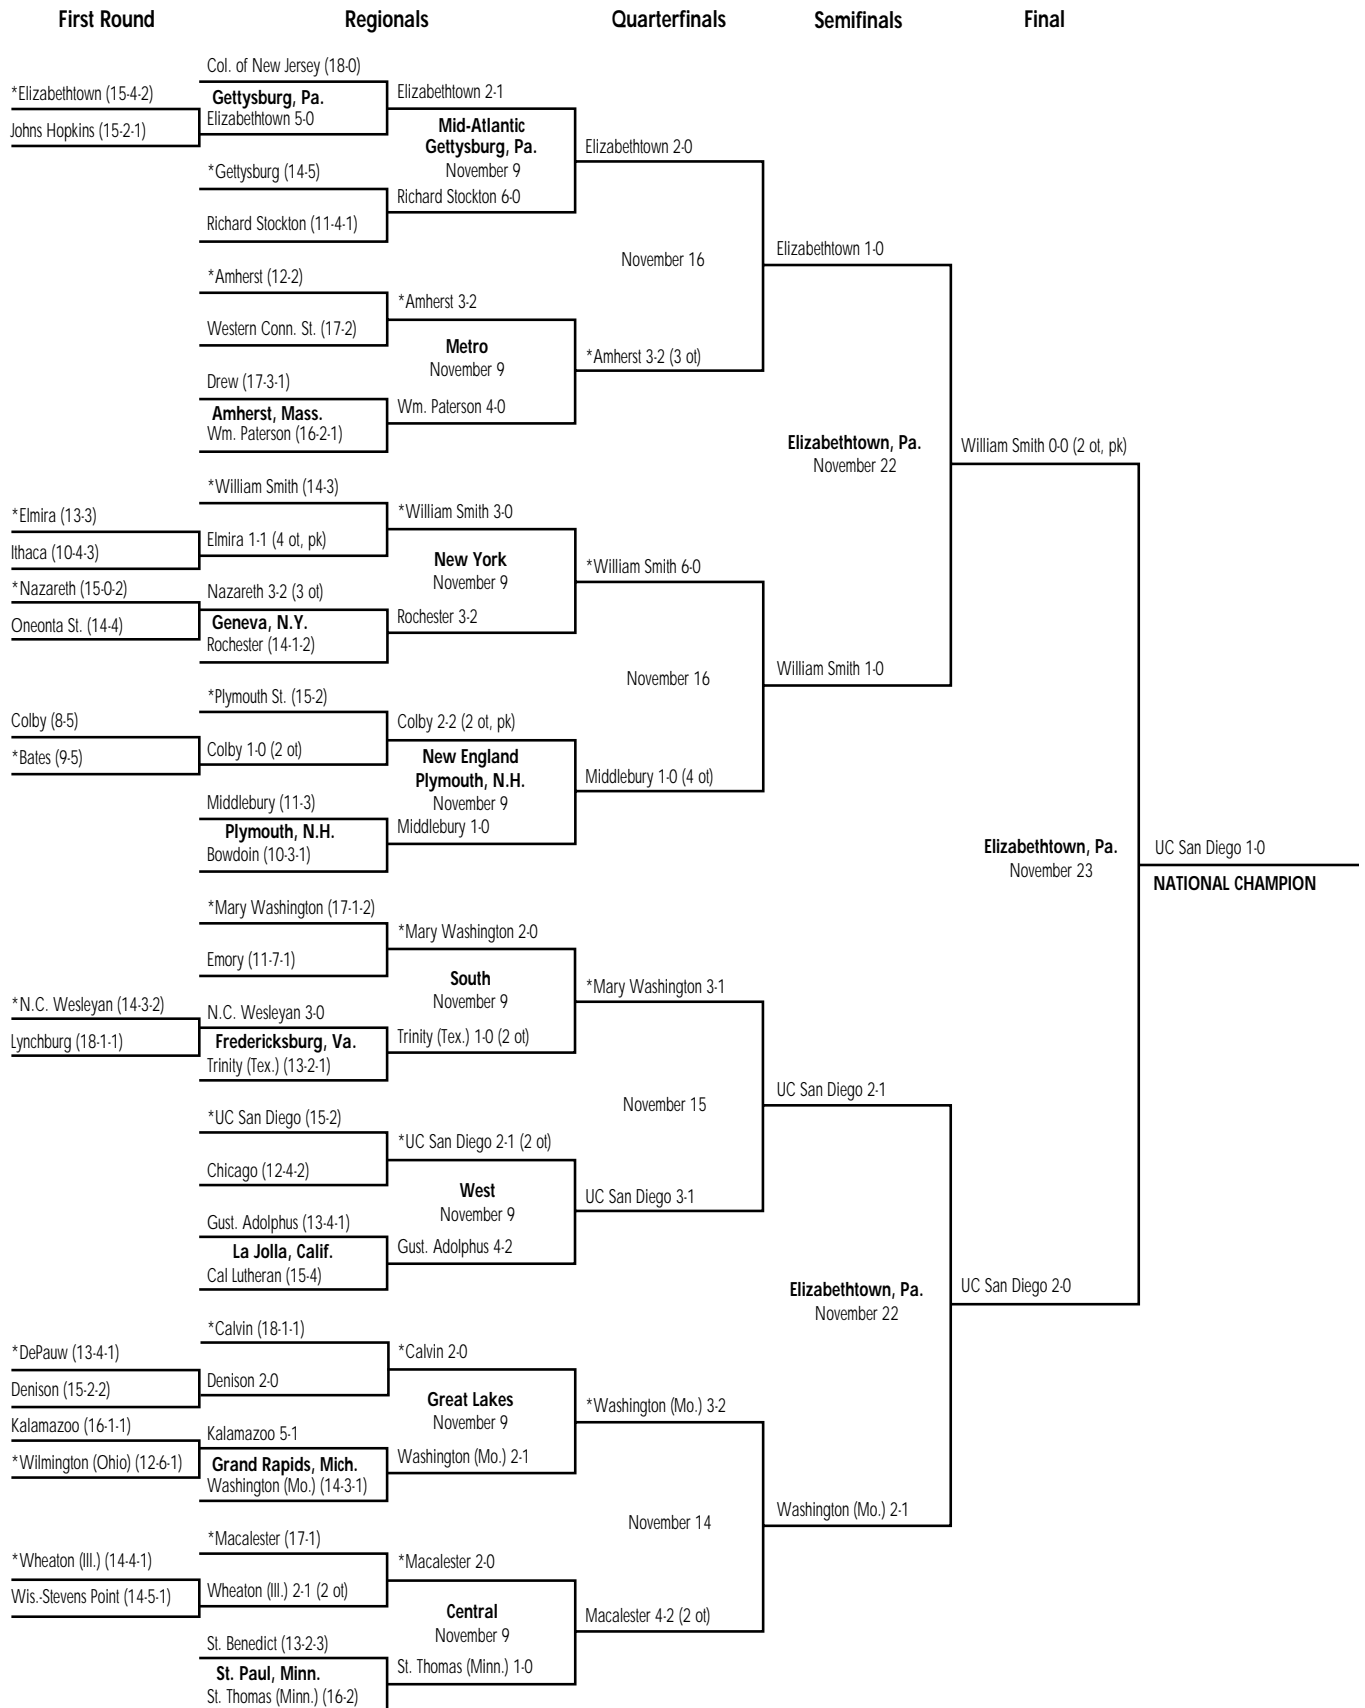 First Round
Regionals
Quarterfinals
Semifinals
Final
Col. of New Jersey (18-0)
*Elizabethtown (15-4-2)
Gettysburg, Pa.
Elizabethtown 2-1
Johns Hopkins (15-2-1)
Elizabethtown 5-0
Mid-Atlantic
Gettysburg, Pa.
November 9
Elizabethtown 2-0
*Gettysburg (14-5)
Richard Stockton 6-0
Richard Stockton (11-4-1)
November 16
Elizabethtown 1-0
*Amherst (12-2)
*Amherst 3-2
Western Conn. St. (17-2)
Metro
November 9
*Amherst 3-2 (3 ot)
Drew (17-3-1)
Amherst, Mass.
Wm. Paterson 4-0
Wm. Paterson (16-2-1)
Elizabethtown, Pa.
November 22
William Smith 0-0 (2 ot, pk)
*William Smith (14-3)
*Elmira (13-3)
*William Smith 3-0
Ithaca (10-4-3)
Elmira 1-1 (4 ot, pk)
New York
November 9
*William Smith 6-0
*Nazareth (15-0-2)
Nazareth 3-2 (3 ot)
Oneonta St. (14-4)
Geneva, N.Y.
Rochester 3-2
Rochester (14-1-2)
November 16
William Smith 1-0
*Plymouth St. (15-2)
Colby (8-5)
Colby 2-2 (2 ot, pk)
*Bates (9-5)
Colby 1-0 (2 ot)
New England
Plymouth, N.H.
November 9
Middlebury 1-0 (4 ot)
Middlebury (11-3)
Plymouth, N.H.
Middlebury 1-0
Bowdoin (10-3-1)
Elizabethtown, Pa.
November 23
UC San Diego 1-0
NATIONAL CHAMPION
*Mary Washington (17-1-2)
*Mary Washington 2-0
Emory (11-7-1)
South
November 9
*Mary Washington 3-1
*N.C. Wesleyan (14-3-2)
N.C. Wesleyan 3-0
Lynchburg (18-1-1)
Fredericksburg, Va.
Trinity (Tex.) 1-0 (2 ot)
Trinity (Tex.) (13-2-1)
November 15
UC San Diego 2-1
*UC San Diego (15-2)
*UC San Diego 2-1 (2 ot)
Chicago (12-4-2)
West
November 9
UC San Diego 3-1
Gust. Adolphus (13-4-1)
La Jolla, Calif.
Gust. Adolphus 4-2
Cal Lutheran (15-4)
Elizabethtown, Pa.
November 22
UC San Diego 2-0
*Calvin (18-1-1)
*DePauw (13-4-1)
*Calvin 2-0
Denison (15-2-2)
Denison 2-0
Great Lakes
November 9
*Washington (Mo.) 3-2
Kalamazoo (16-1-1)
Kalamazoo 5-1
*Wilmington (Ohio) (12-6-1)
Grand Rapids, Mich.
Washington (Mo.) 2-1
Washington (Mo.) (14-3-1)
November 14
Washington (Mo.) 2-1
*Macalester (17-1)
*Wheaton (Ill.) (14-4-1)
*Macalester 2-0
Wis.-Stevens Point (14-5-1)
Wheaton (Ill.) 2-1 (2 ot)
Central
November 9
Macalester 4-2 (2 ot)
St. Benedict (13-2-3)
St. Paul, Minn.
St. Thomas (Minn.) 1-0
St. Thomas (Minn.) (16-2)